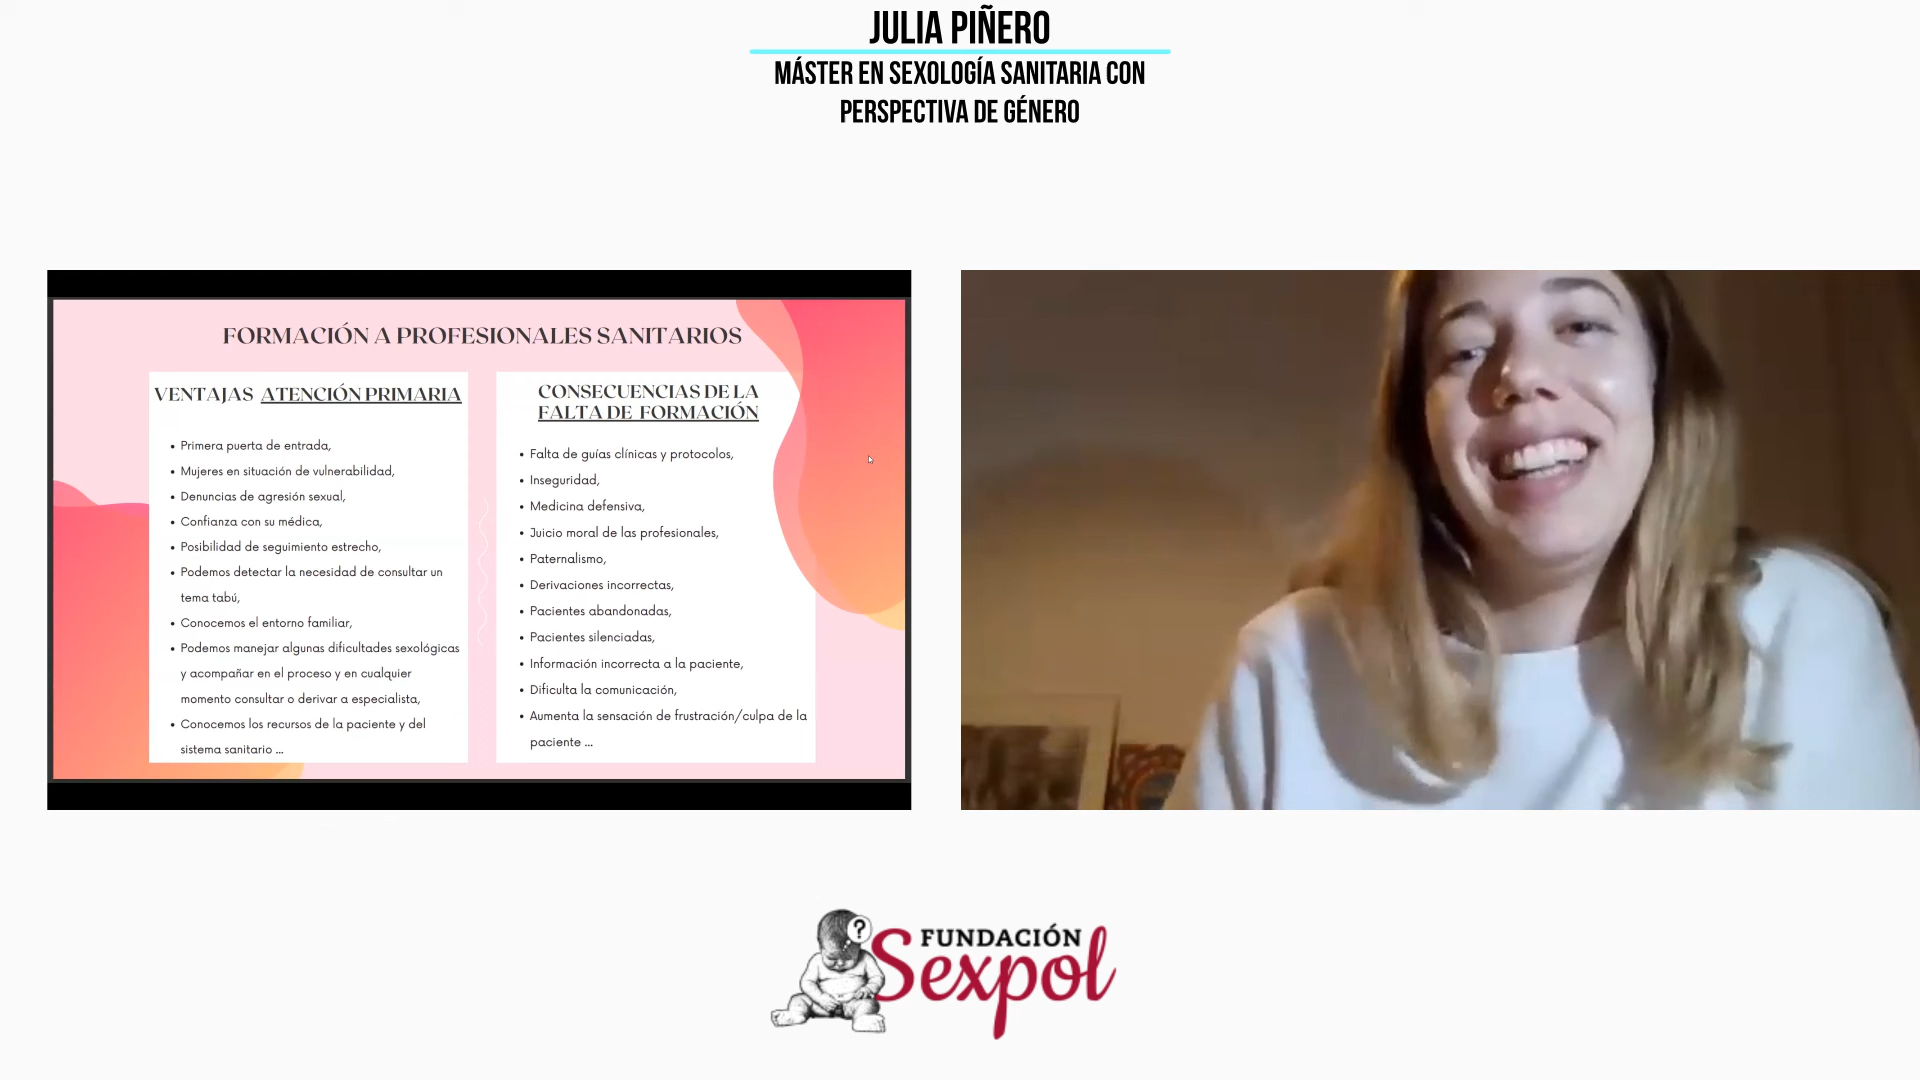 JULIA PIÑERO
MÁSTER EN SEXOLOGÍA SANITARIA CON
PERSPECTIVA DE GÉNERO
FORMACIÓN A PROFESIONALES SANITARIOS
VENTAJAS ATENCIÓN PRIMARIA
• Primera puerta de entrada,
• Mujeres en situación de vulnerabilidad,
• Denuncias de agresión sexual,
• Confianza con su médica,
• Posibilidad de seguimiento estrecho,
• Podemos detectar la necesidad de consultar un
tema tabú,
• Conocemos el entorno familiar,
• Podemos manejar algunas dificultades sexológicas
y acompañar en el proceso y en cualquier
momento consultar o derivar a especialista,
• Conocemos los recursos de la paciente y del
sistema sanitario ...
CONSECUENCIAS DE LA
FALTA DE FORMACIÓN
• Falta de guías clínicas y protocolos,
• Inseguridad,
• Medicina defensiva,
• Juicio moral de las profesionales,
• Paternalismo,
• Derivaciones incorrectas,
• Pacientes abandonadas,
• Pacientes silenciadas,
• Información incorrecta a la paciente,
• Dificulta la comunicación,
• Aumenta la sensación de frustración/culpa de la
paciente ...
?
FUNDACIÓN
Sexpol